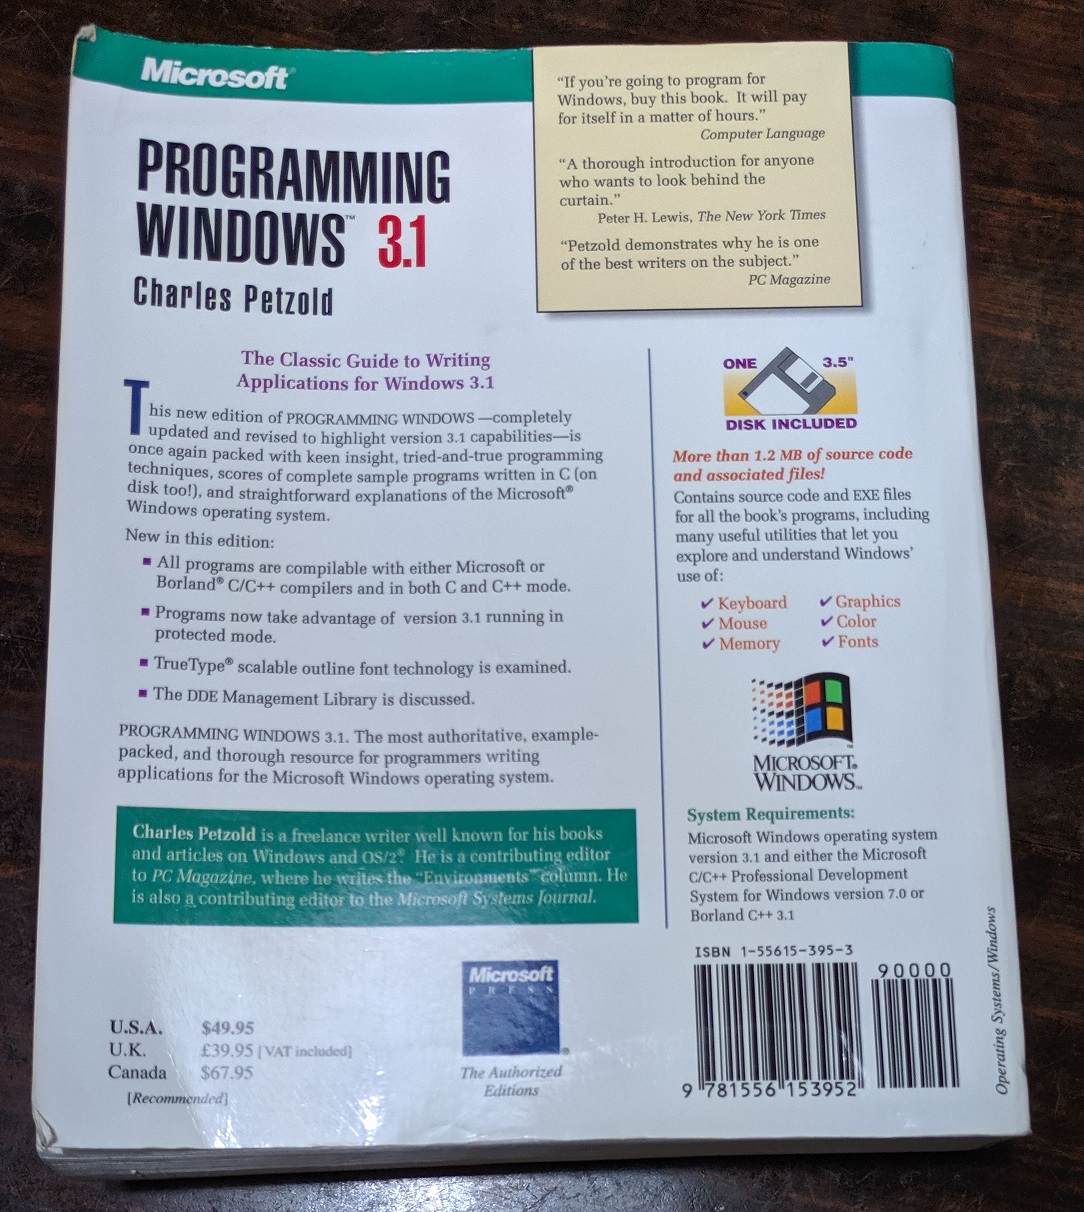 Microsoft®
PROGRAMMING
WINDOWS™ 3.1
Charles Petzold
“If you’re going to program for
Windows, buy this book. It will pay
for itself in a matter of hours.”
Computer Language
“A thorough introduction for anyone
who wants to look behind the
curtain.”
Peter H. Lewis, The New York Times
“Petzold demonstrates why he is one
of the best writers on the subject.”
PC Magazine
The Classic Guide to Writing
Applications for Windows 3.1
This new edition of PROGRAMMING WINDOWS —completely
updated and revised to highlight version 3.1 capabilities—is
once again packed with keen insight, tried-and-true programming
techniques, scores of complete sample programs written in C (on
disk too!), and straightforward explanations of the Microsoft®
Windows operating system.
New in this edition:
■ All programs are compilable with either Microsoft or
Borland® C/C++ compilers and in both C and C++ mode.
■ Programs now take advantage of version 3.1 running in
protected mode.
■ TrueType® scalable outline font technology is examined.
■ The DDE Management Library is discussed.
PROGRAMMING WINDOWS 3.1. The most authoritative, example-
packed, and thorough resource for programmers writing
applications for the Microsoft Windows operating system.
Charles Petzold is a freelance writer well known for his books
and articles on Windows and OS/2®. He is a contributing editor
to PC Magazine, where he writes the “Environments” column. He
is also a contributing editor to the Microsoft Systems Journal.
ONE 3.5"
DISK INCLUDED
More than 1.2 MB of source code
and associated files!
Contains source code and EXE files
for all the book’s programs, including
many useful utilities that let you
explore and understand Windows’
use of:
✔ Keyboard ✔ Graphics
✔ Mouse ✔ Color
✔ Memory ✔ Fonts
MICROSOFT®
WINDOWS™
System Requirements:
Microsoft Windows operating system
version 3.1 and either the Microsoft
C/C++ Professional Development
System for Windows version 7.0 or
Borland C++ 3.1
U.S.A. $49.95
U.K. £39.95 [VAT included]
Canada $67.95
[Recommended]
Microsoft
PRESS®
The Authorized
Editions
ISBN 1-55615-395-3
90000
9 781556 153952
Operating Systems/Windows